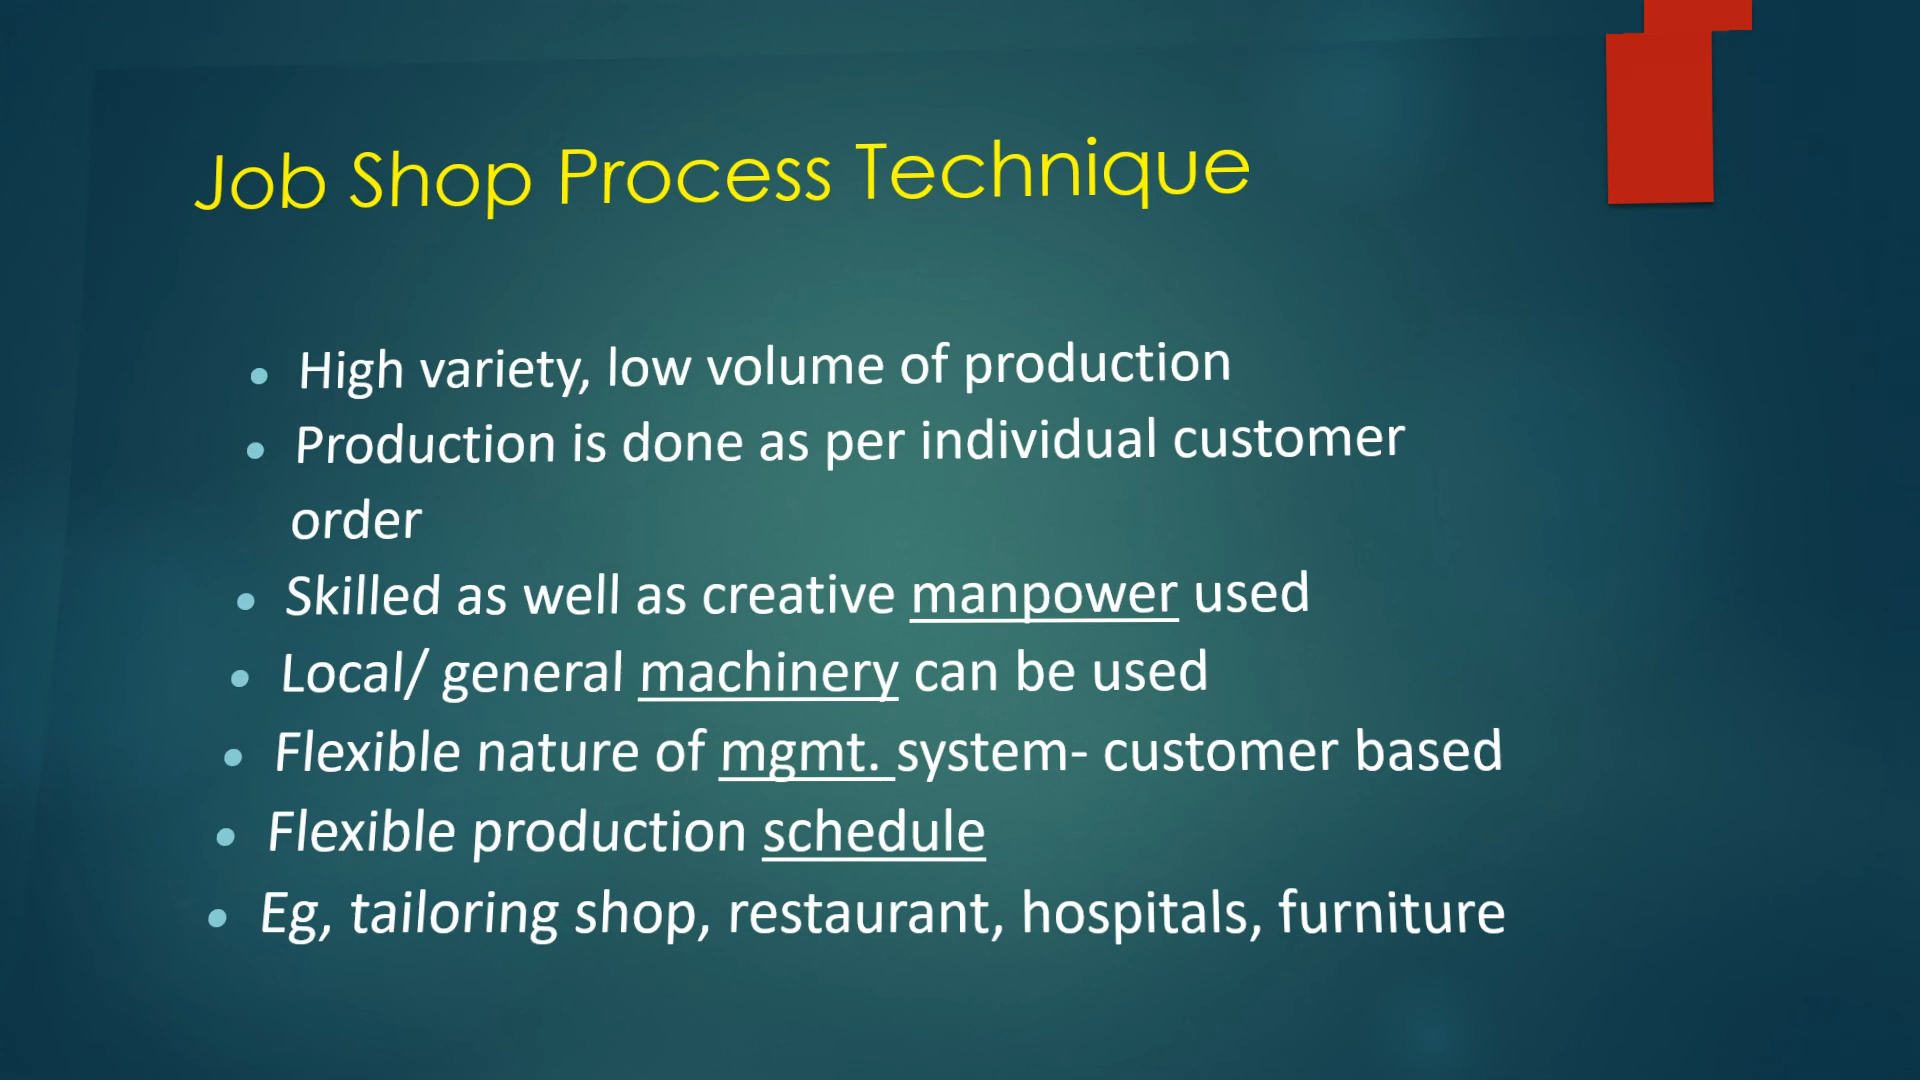 Job Shop Process Technique
• High variety, low volume of production
• Production is done as per individual customer
order
• Skilled as well as creative manpower used
• Local/ general machinery can be used
• Flexible nature of mgmt. system- customer based
• Flexible production schedule
• Eg, tailoring shop, restaurant, hospitals, furniture